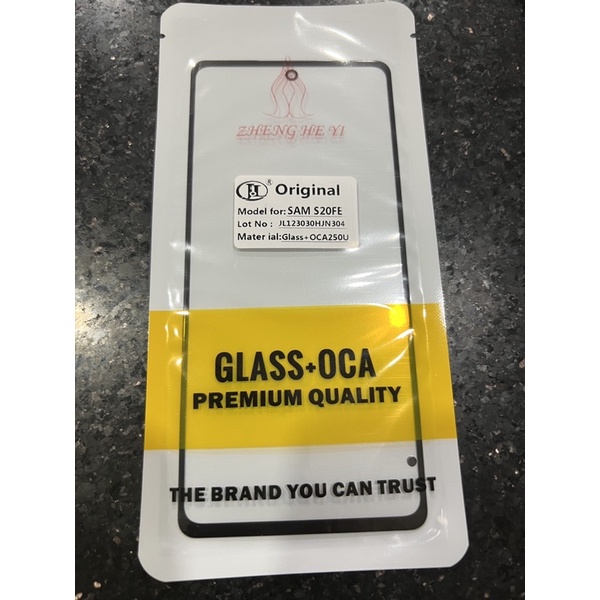 ZHENG HE YI
® Original
Model for: SAM S20FE
Lot No : JL123030HJN304
Mater ial:Glass+OCA250U
GLASS+OCA
PREMIUM QUALITY
THE BRAND YOU CAN TRUST